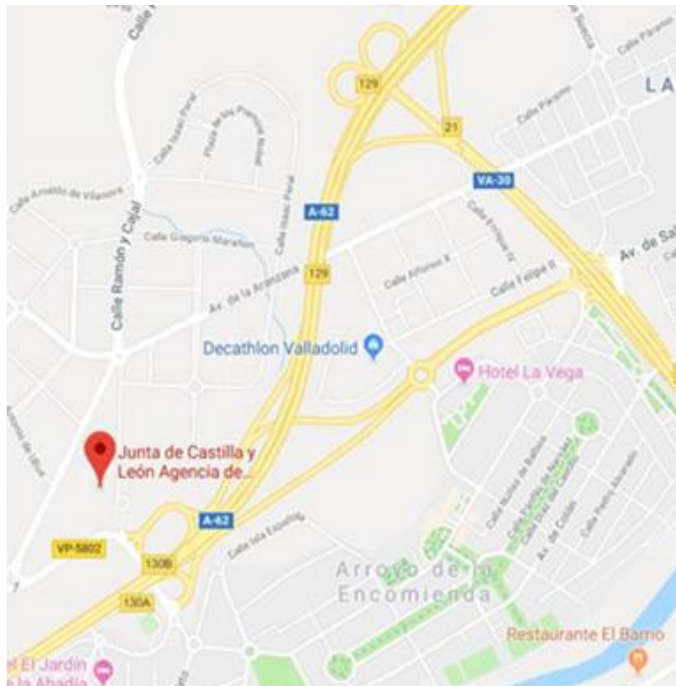 Calle Páramo
Suecia
129
LA
21
Calle Páramo
Calle Isaac Peral
VA-30
Calle Arnaldo de Vilanova
A-62
Calle Isaac Peral
Calle Enrique IV
Calle Gregorio Marañón
Av. de Sal
Calle Ramón y Cajal
129
Calle Alfonso X
Calle Felipe II
Av. de la Aranzana
Decathlon Valladolid
Hotel La Vega
Junta de Castilla y
León Agencia de...
Calle Núñez de Balboa
Calle Pedro Alvarado
Av. de Colón
A-62
Calle Isla Española
VP-5802
130B
Arroyo de la
Encomienda
130A
Restaurante El Barrio
el El Jardín
de la Abadía